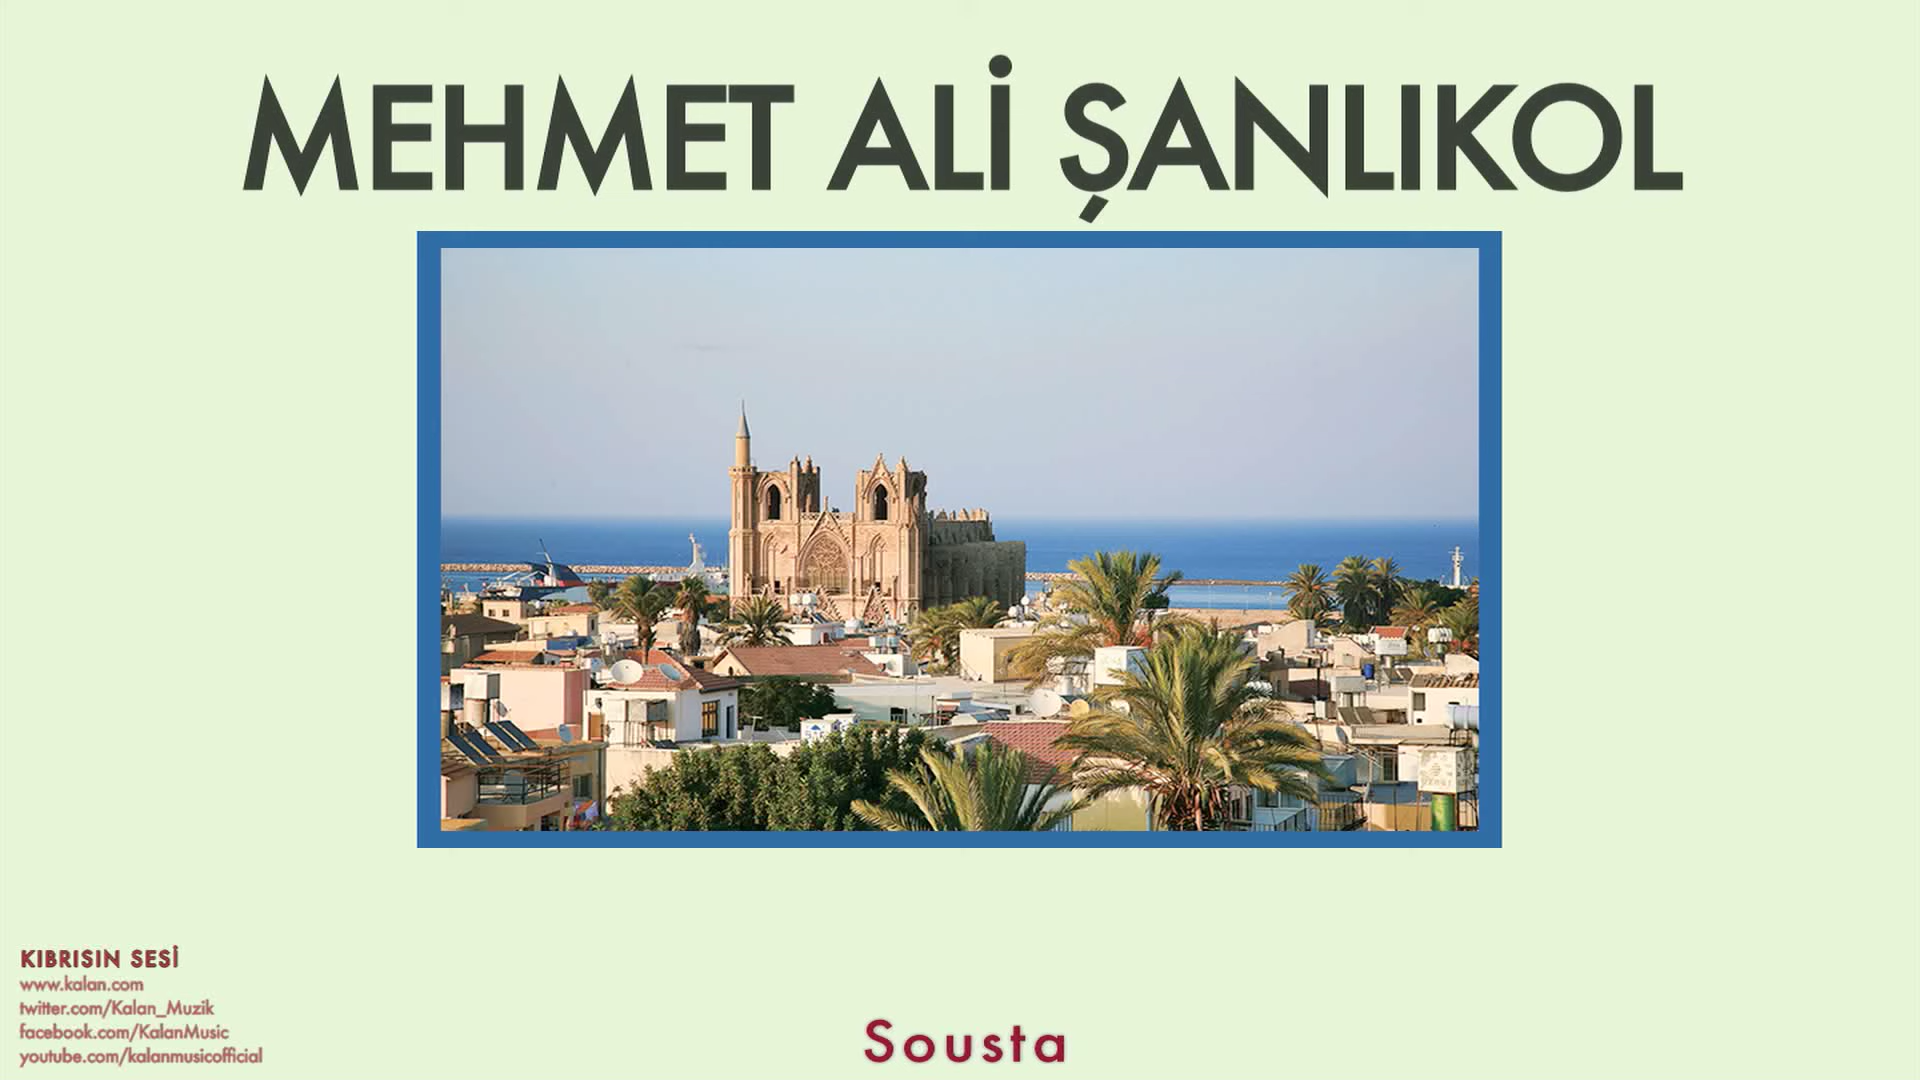 MEHMET ALİ ŞANLIKOL
KIBRISIN SESİ
www.kalan.com
twitter.com/Kalan_Muzik
facebook.com/KalanMusic
youtube.com/kalanmusicofficial
Sousta